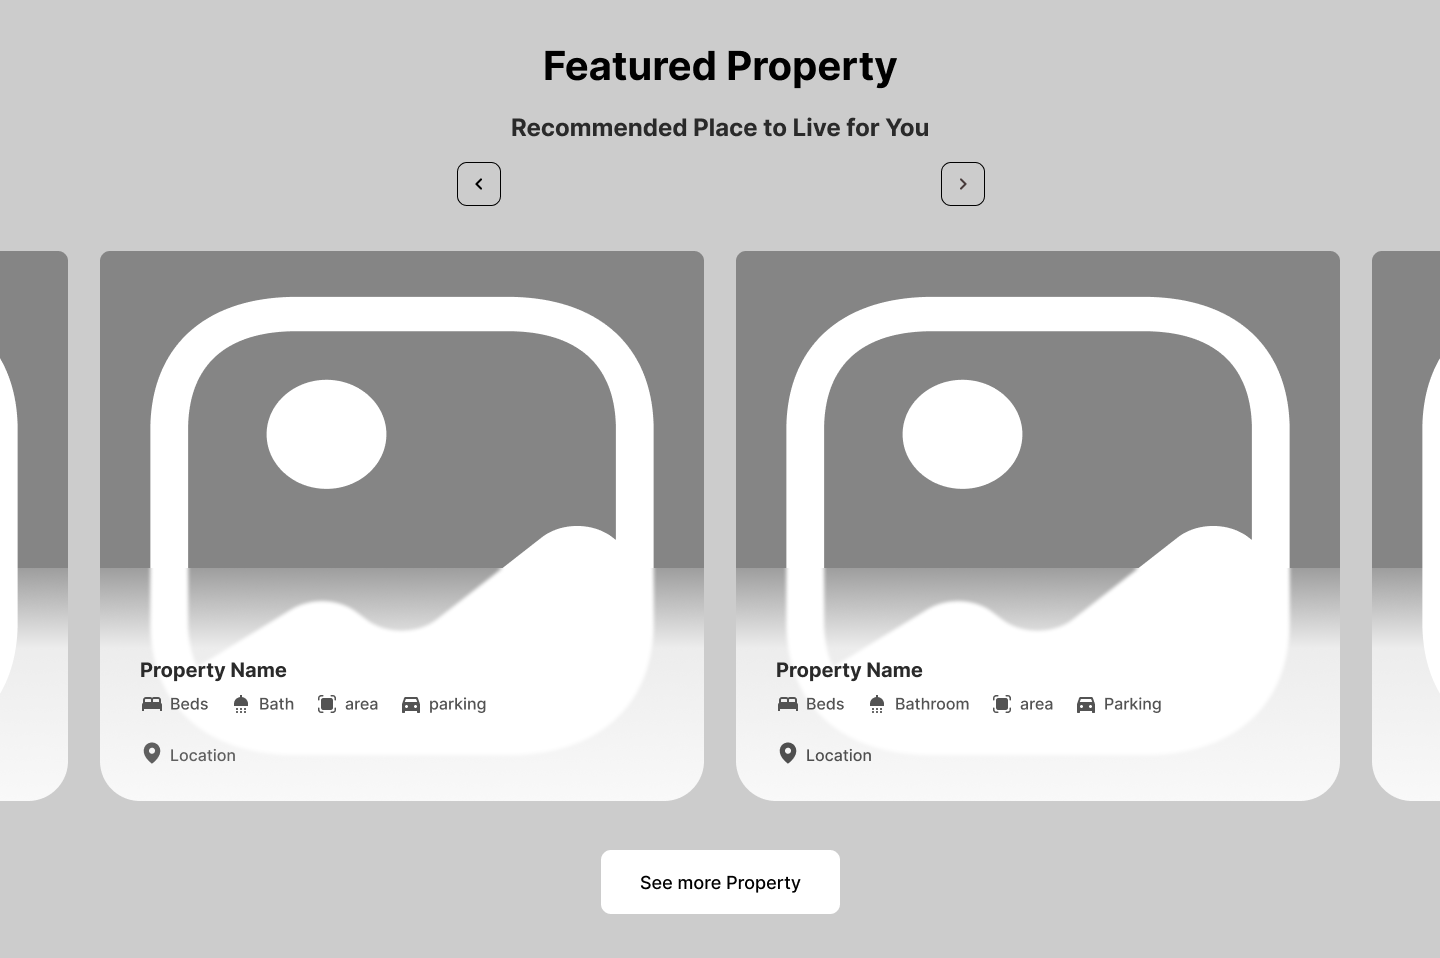 Featured Property
Recommended Place to Live for You
Property Name
Beds Bath area parking
Location
Property Name
Beds Bathroom area Parking
Location
See more Property